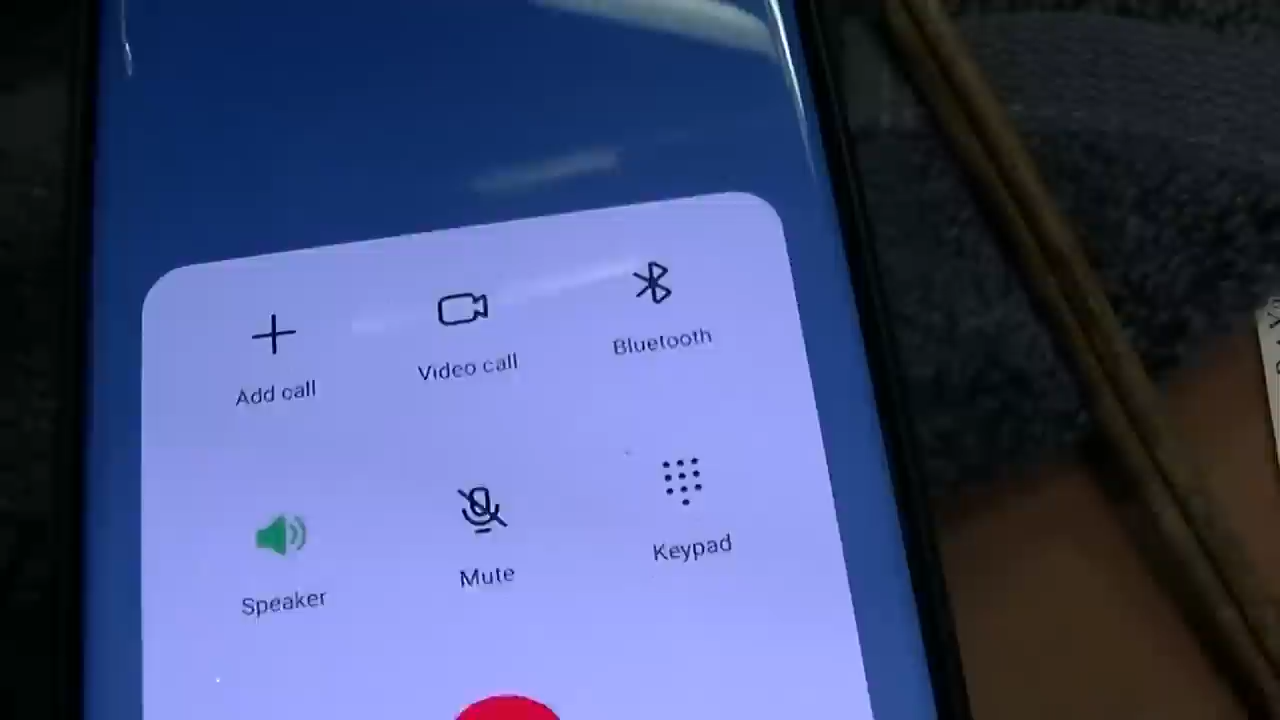 Add call
Video call
Bluetooth
Speaker
Mute
Keypad